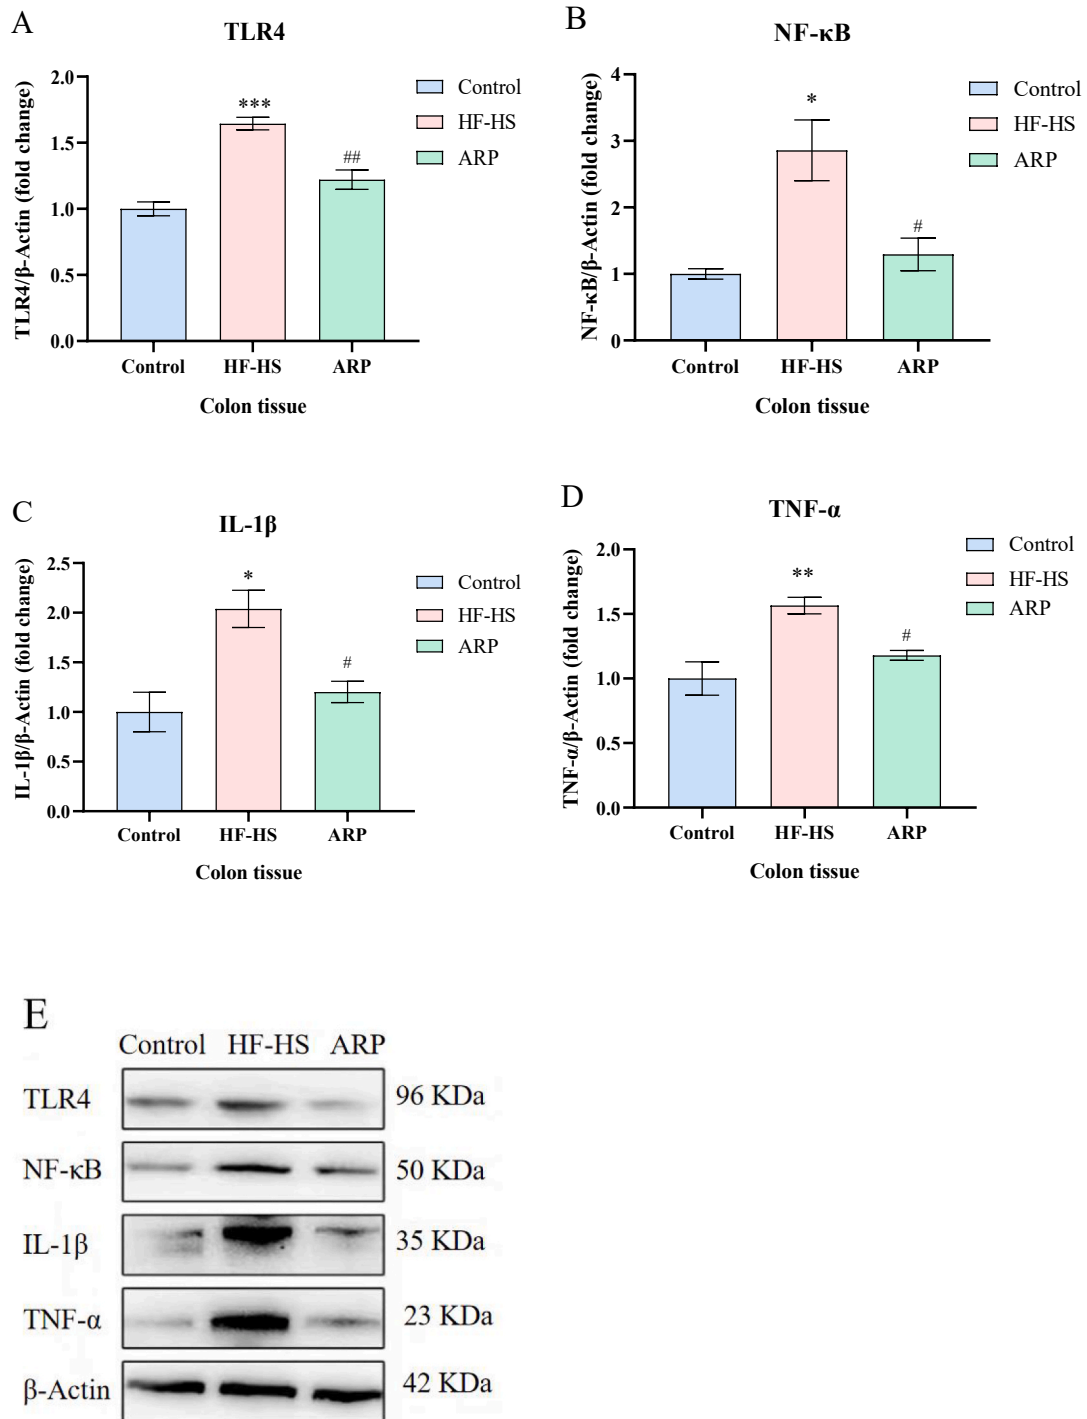 A
TLR4
TLR4/β-Actin (fold change)
2.0
1.5
1.0
0.5
0.0
***
##
Control
HF-HS
ARP
Control HF-HS ARP
Colon tissue
B
NF-κB
NF-κB/β-Actin (fold change)
4
3
2
1
0
*
#
Control
HF-HS
ARP
Control HF-HS ARP
Colon tissue
C
IL-1β
IL-1β/β-Actin (fold change)
2.5
2.0
1.5
1.0
0.5
0.0
*
#
Control
HF-HS
ARP
Control HF-HS ARP
Colon tissue
D
TNF-α
TNF-α/β-Actin (fold change)
2.0
1.5
1.0
0.5
0.0
**
#
Control
HF-HS
ARP
Control HF-HS ARP
Colon tissue
E
Control HF-HS ARP
TLR4 96 KDa
NF-κB 50 KDa
IL-1β 35 KDa
TNF-α 23 KDa
β-Actin 42 KDa